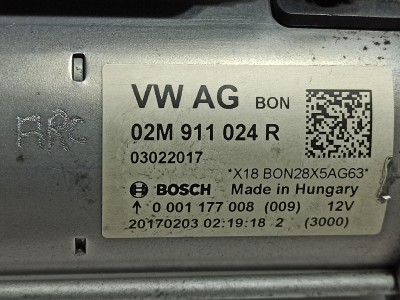 VW AG BON
02M 911 024 R
03022017
*X18 BON28X5AG63*
BOSCH Made in Hungary
↑ 0 001 177 008 (009) 12V
20170203 02:19:18 2 (3000)